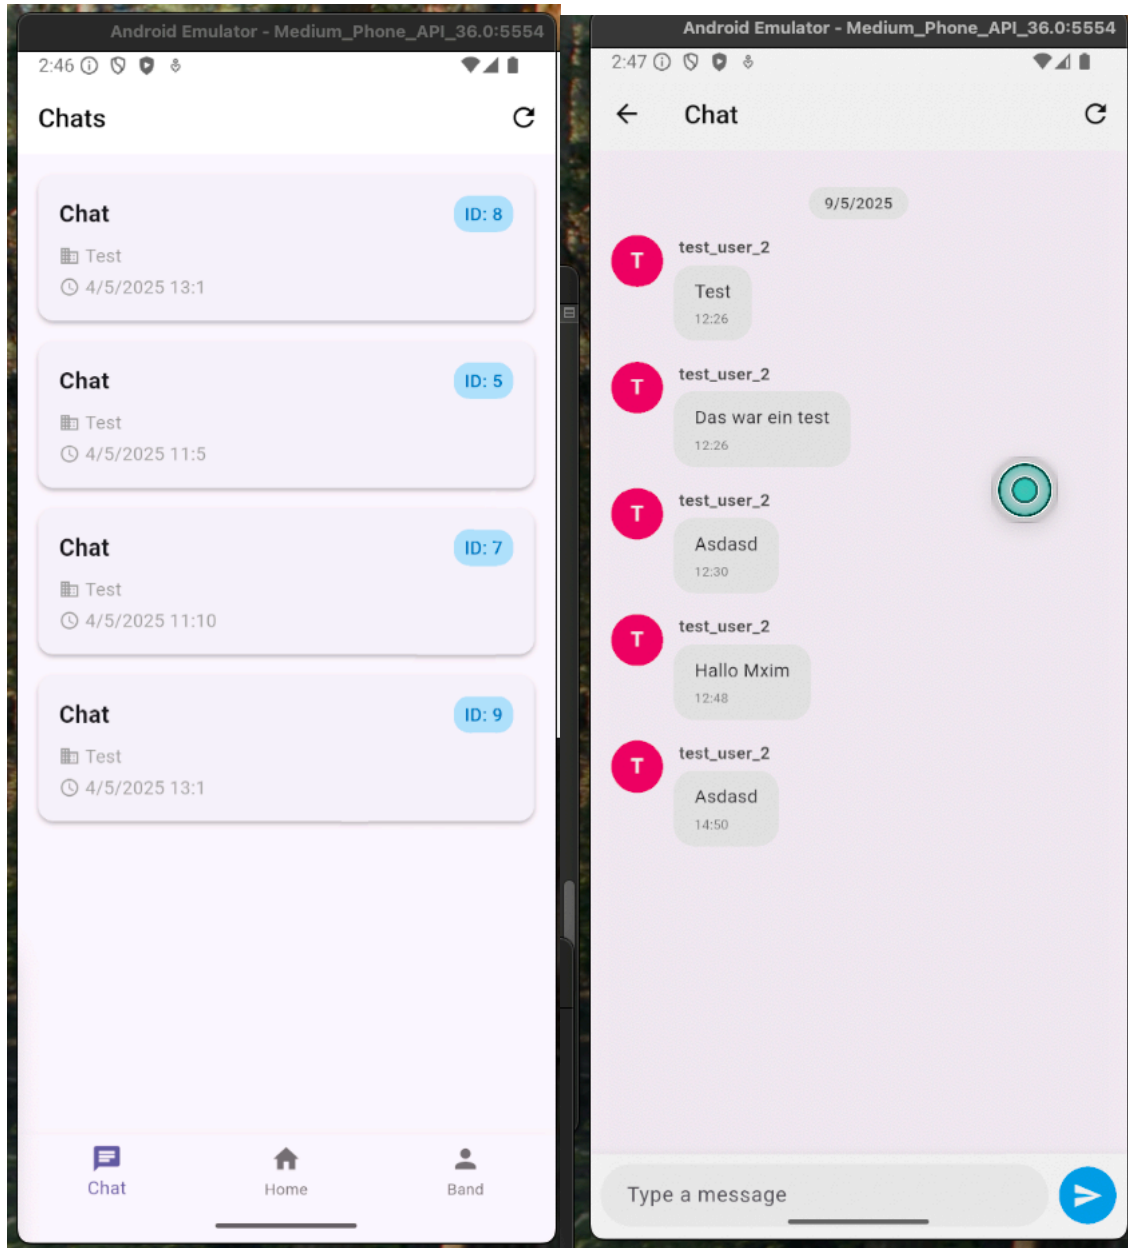 Android Emulator - Medium_Phone_API_36.0:5554
2:46
Chats
Chat
ID: 8
Test
4/5/2025 13:1
Chat
ID: 5
Test
4/5/2025 11:5
Chat
ID: 7
Test
4/5/2025 11:10
Chat
ID: 9
Test
4/5/2025 13:1
Chat
Home
Band
Android Emulator - Medium_Phone_API_36.0:5554
2:47
Chat
9/5/2025
T
test_user_2
Test
12:26
T
test_user_2
Das war ein test
12:26
T
test_user_2
Asdasd
12:30
T
test_user_2
Hallo Mxim
12:48
T
test_user_2
Asdasd
14:50
Type a message